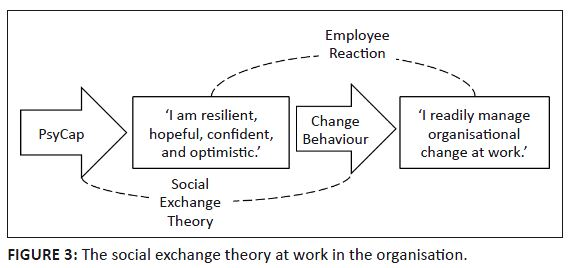 Employee
Reaction
PsyCap
‘I am resilient,
hopeful, confident,
and optimistic.’
Change
Behaviour
‘I readily manage
organisational
change at work.’
Social
Exchange
Theory
FIGURE 3: The social exchange theory at work in the organisation.